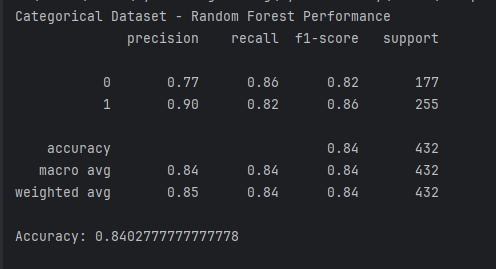 Categorical Dataset - Random Forest Performance
precision recall f1-score support
0 0.77 0.86 0.82 177
1 0.90 0.82 0.86 255
accuracy 0.84 432
macro avg 0.84 0.84 0.84 432
weighted avg 0.85 0.84 0.84 432
Accuracy: 0.8402777777777778